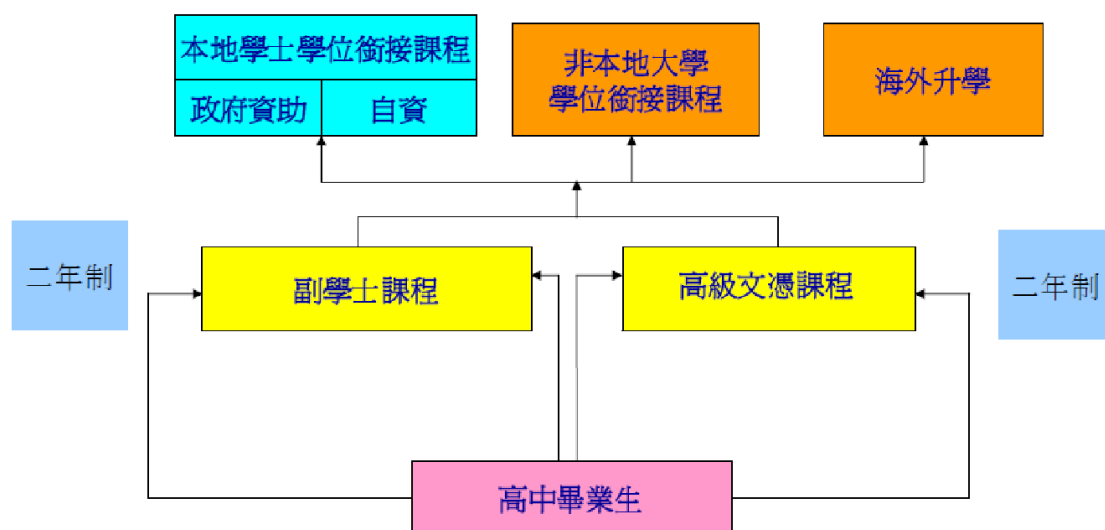 本地學士學位銜接課程
政府資助
自資
非本地大學
學位銜接課程
海外升學
二年制
副學士課程
高級文憑課程
二年制
高中畢業生